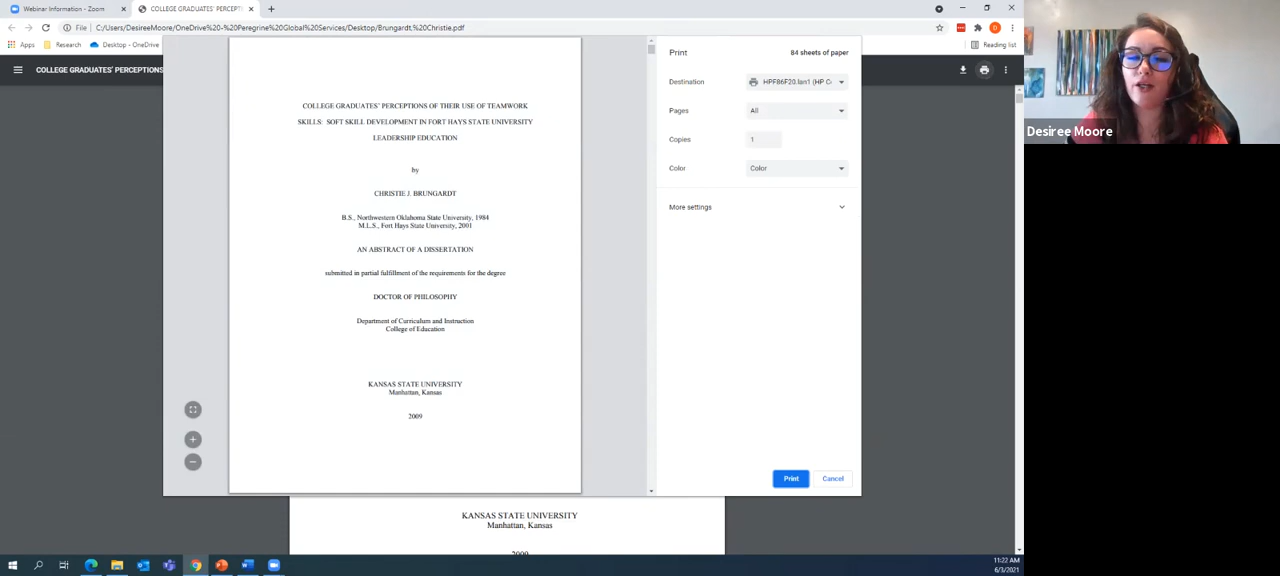 Webinar Information - Zoom
COLLEGE GRADUATES' PERCEPT
File
C:/Users/DesireeMoore/OneDrive%20-%20Peregrine%20Global%20Services/Desktop/Brungardt,%20Christie.pdf
Apps
Research
Desktop - OneDrive
Reading list
COLLEGE GRADUATES' PERCEPTIONS
COLLEGE GRADUATES' PERCEPTIONS OF THEIR USE OF TEAMWORK
SKILLS: SOFT SKILL DEVELOPMENT IN FORT HAYS STATE UNIVERSITY
LEADERSHIP EDUCATION
by
CHRISTIE J. BRUNGARDT
B.S., Northwestern Oklahoma State University, 1984
M.L.S., Fort Hays State University, 2001
AN ABSTRACT OF A DISSERTATION
submitted in partial fulfillment of the requirements for the degree
DOCTOR OF PHILOSOPHY
Department of Curriculum and Instruction
College of Education
KANSAS STATE UNIVERSITY
Manhattan, Kansas
2009
Print
84 sheets of paper
Destination
HPF86F20.lan1 (HP C
Pages
All
Copies
1
Color
Color
More settings
Print
Cancel
KANSAS STATE UNIVERSITY
Manhattan, Kansas
2009
Desiree Moore
11:22 AM
6/3/2021